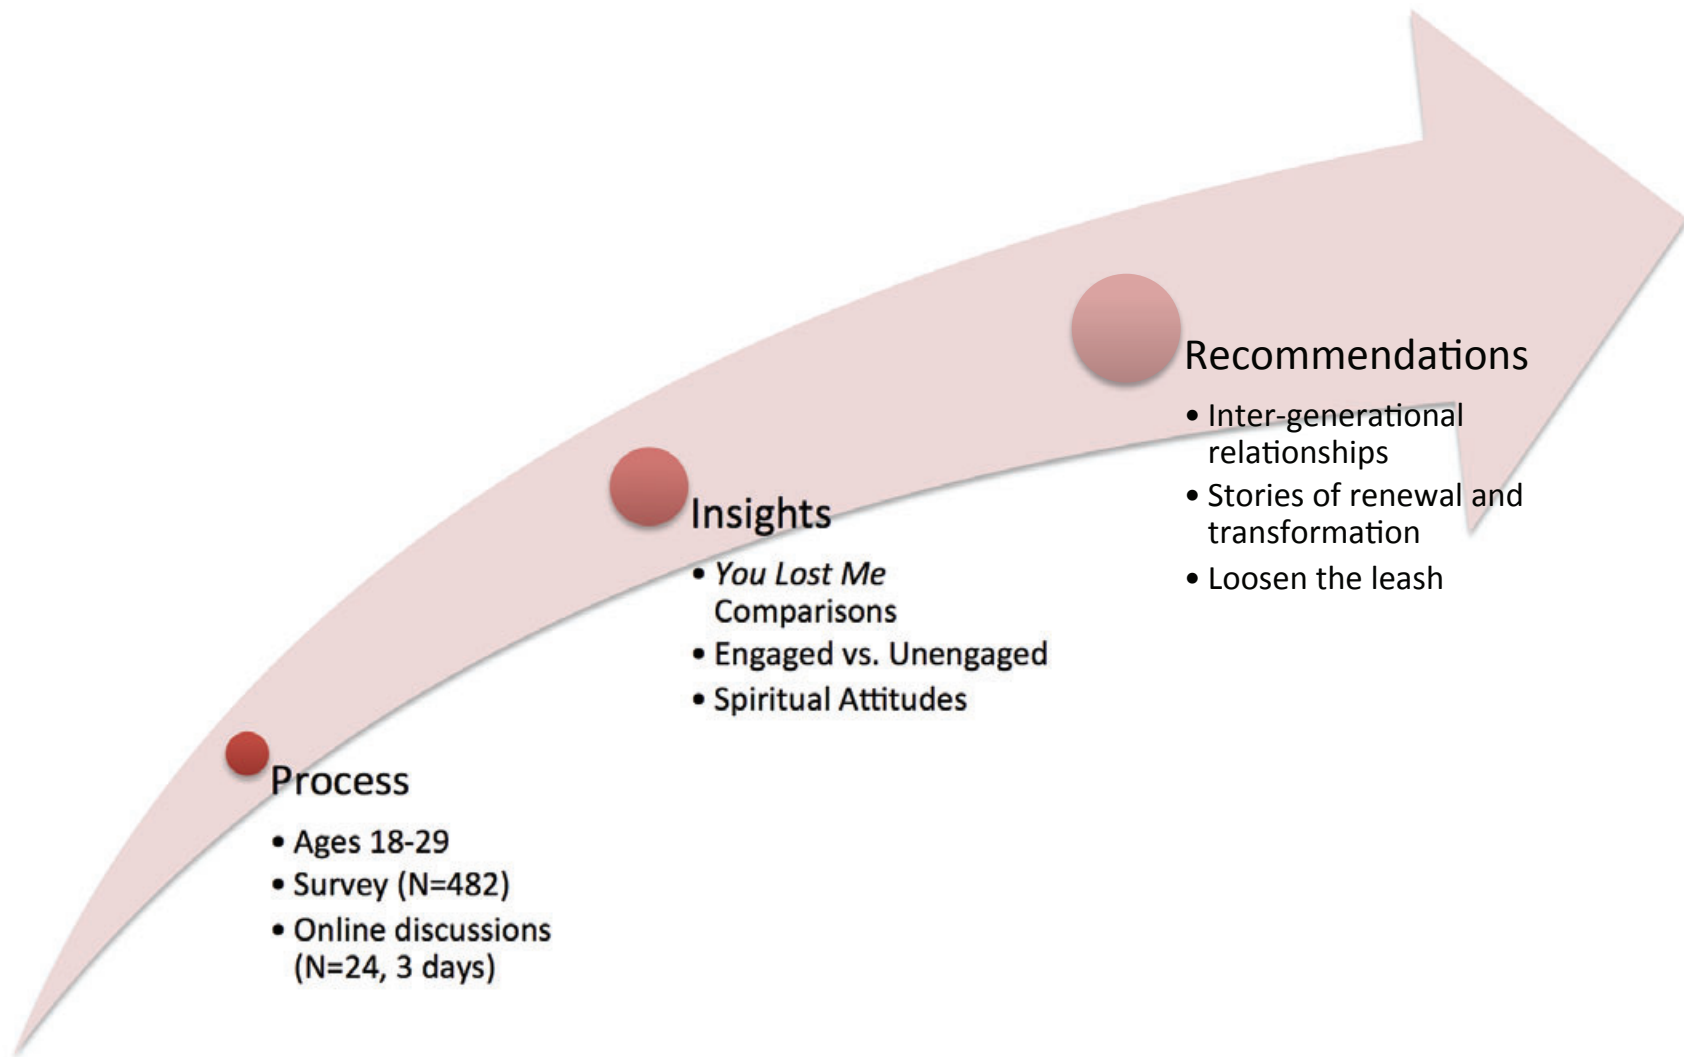 Process
• Ages 18-29
• Survey (N=482)
• Online discussions
(N=24, 3 days)
Insights
• You Lost Me
Comparisons
• Engaged vs. Unengaged
• Spiritual Attitudes
Recommendations
• Inter-generational
relationships
• Stories of renewal and
transformation
• Loosen the leash